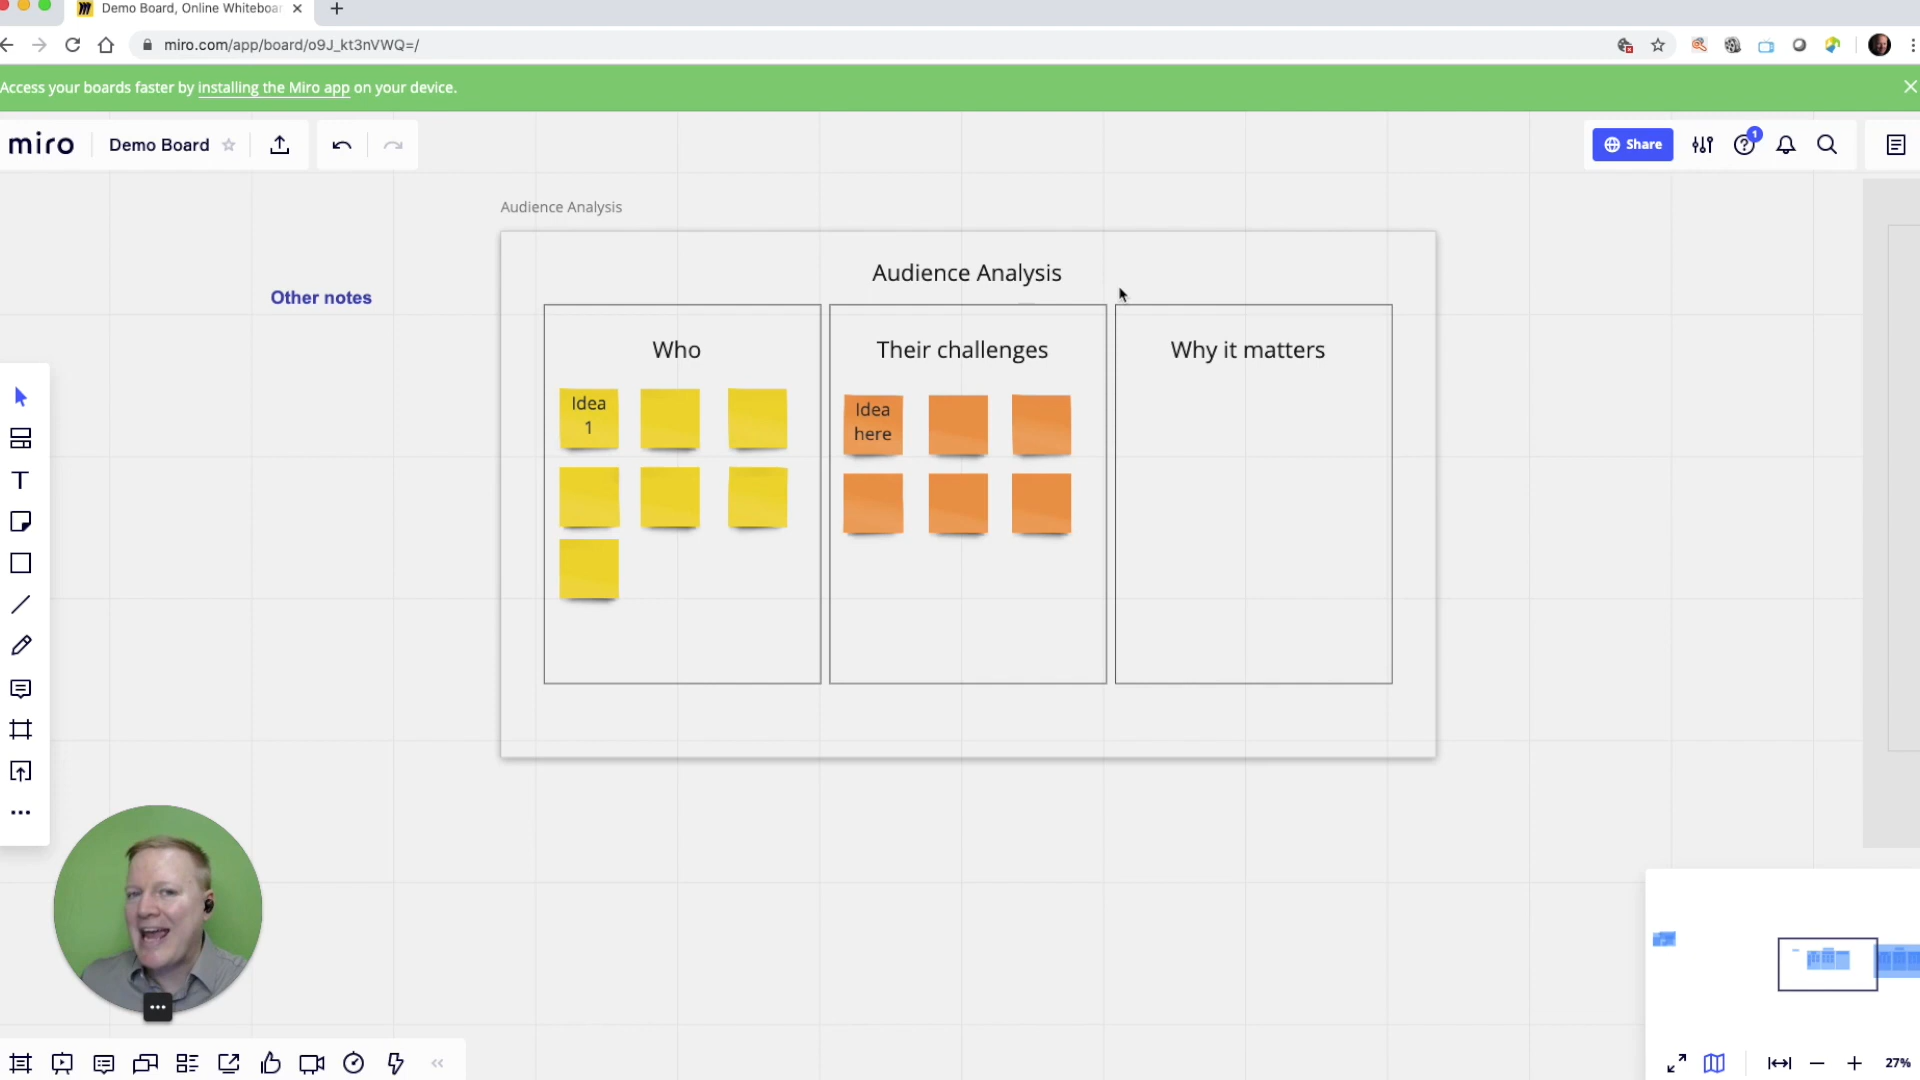 Demo Board, Online Whiteboar
miro.com/app/board/o9J_kt3nVWQ=/
Access your boards faster by installing the Miro app on your device.
miro
Demo Board
Share
1
Audience Analysis
Audience Analysis
Other notes
Who
Their challenges
Why it matters
Idea
1
Idea
here
27%